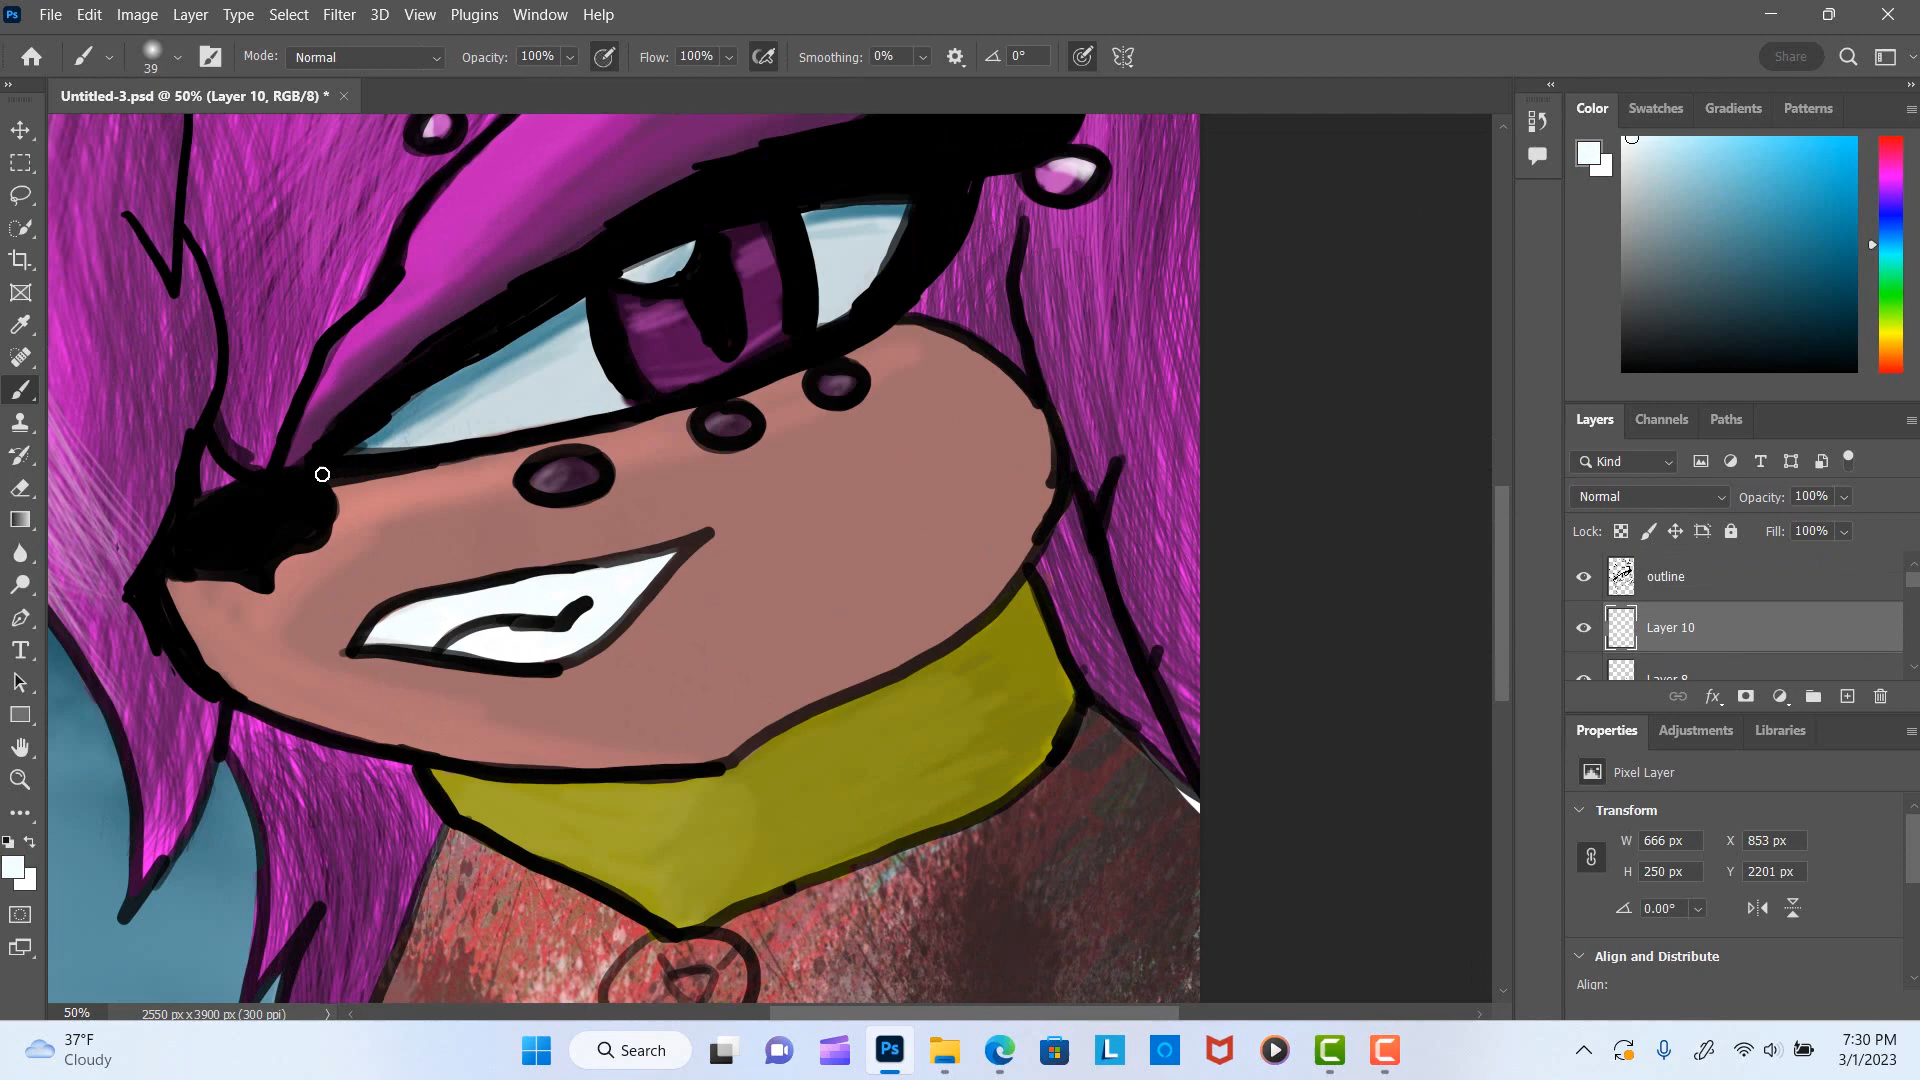 Ps File Edit Image Layer Type Select Filter 3D View Plugins Window Help
39 Mode: Normal Opacity: 100% Flow: 100% Smoothing: 0% 0° Share
Untitled-3.psd @ 50% (Layer 10, RGB/8) *
Color Swatches Gradients Patterns
Layers Channels Paths
Kind
Normal Opacity: 100%
Lock: Fill: 100%
outline
Layer 10
Layer 8
fx
Properties Adjustments Libraries
Pixel Layer
Transform
W 666 px X 853 px
H 250 px Y 2201 px
0.00°
Align and Distribute
Align:
50% 2550 px x 3900 px (300 ppi)
37°F
Cloudy
Search
Ps
7:30 PM
3/1/2023